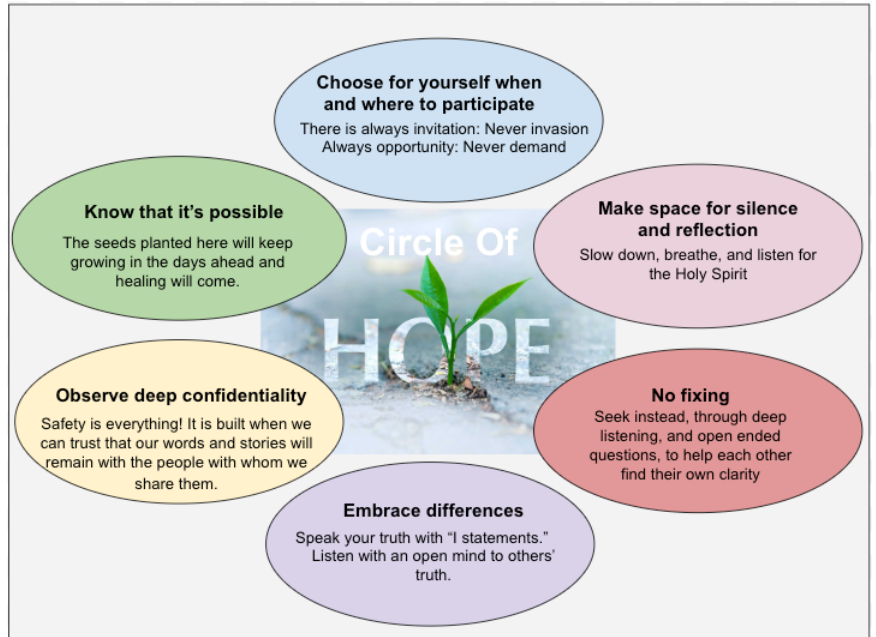 Choose for yourself when
and where to participate
There is always invitation: Never invasion
Always opportunity: Never demand
Make space for silence
and reflection
Slow down, breathe, and listen for
the Holy Spirit
No fixing
Seek instead, through deep
listening, and open ended
questions, to help each other
find their own clarity
Embrace differences
Speak your truth with “I statements.”
Listen with an open mind to others’
truth.
Observe deep confidentiality
Safety is everything! It is built when we
can trust that our words and stories will
remain with the people with whom we
share them.
Know that it’s possible
The seeds planted here will keep
growing in the days ahead and
healing will come.
Circle Of
HOPE